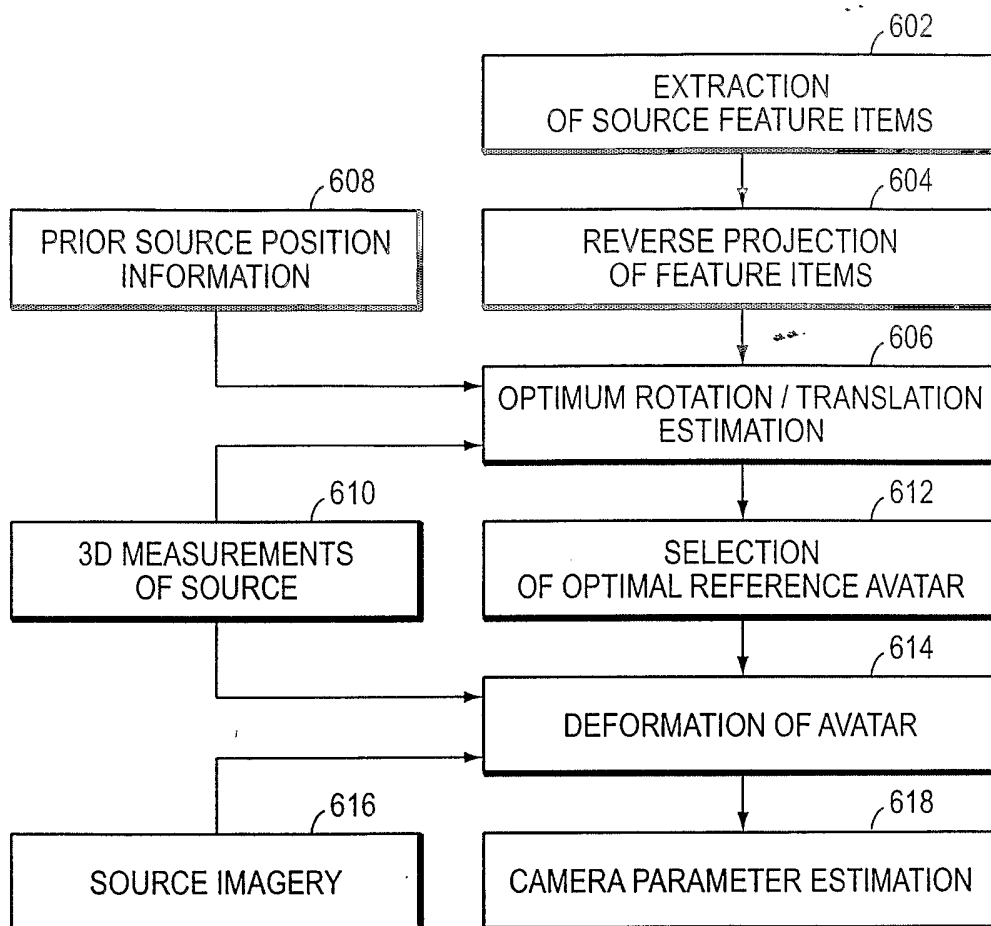 602
EXTRACTION
OF SOURCE FEATURE ITEMS
608
PRIOR SOURCE POSITION
INFORMATION
604
REVERSE PROJECTION
OF FEATURE ITEMS
606
OPTIMUM ROTATION / TRANSLATION
ESTIMATION
610
3D MEASUREMENTS
OF SOURCE
612
SELECTION
OF OPTIMAL REFERENCE AVATAR
614
DEFORMATION OF AVATAR
616
SOURCE IMAGERY
618
CAMERA PARAMETER ESTIMATION